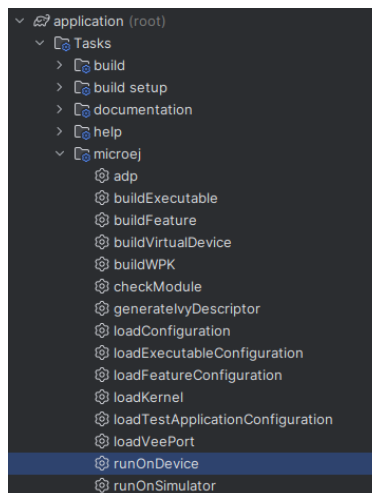 application (root)
Tasks
build
build setup
documentation
help
microej
adp
buildExecutable
buildFeature
buildVirtualDevice
buildWPK
checkModule
generateIvyDescriptor
loadConfiguration
loadExecutableConfiguration
loadFeatureConfiguration
loadKernel
loadTestApplicationConfiguration
loadVeePort
runOnDevice
runOnSimulator